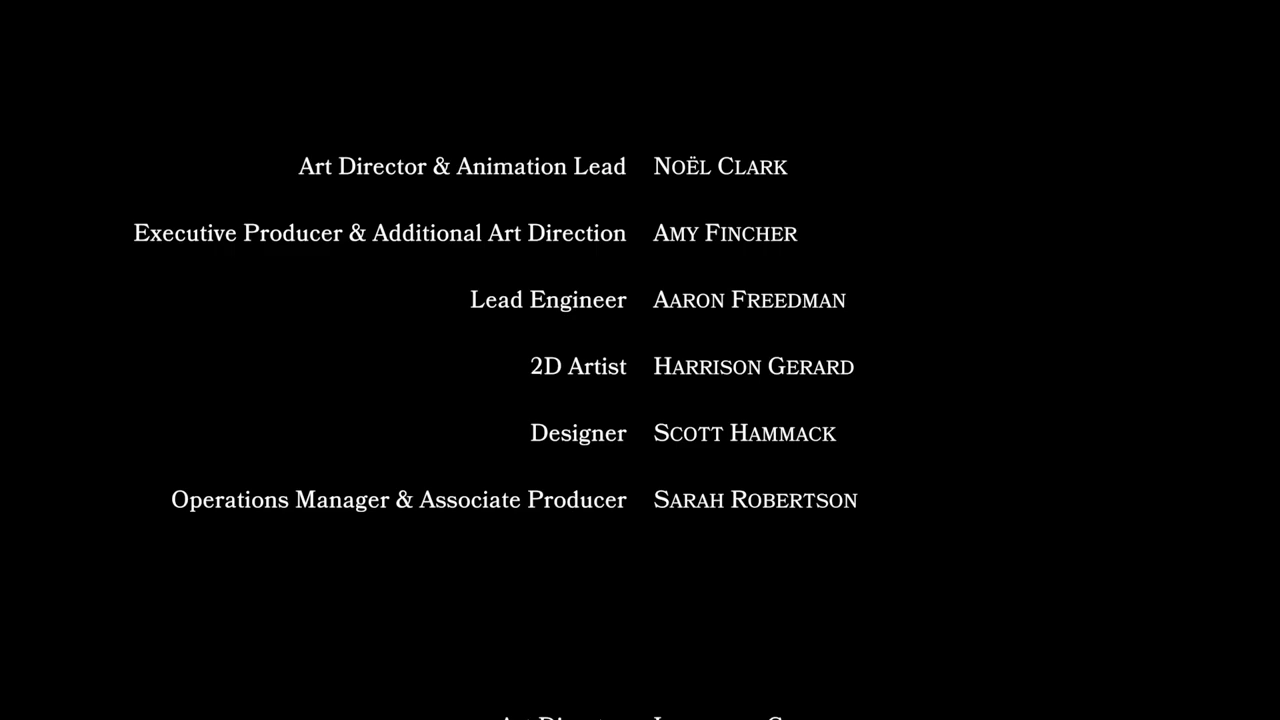 Art Director & Animation Lead NOËL CLARK
Executive Producer & Additional Art Direction AMY FINCHER
Lead Engineer AARON FREEDMAN
2D Artist HARRISON GERARD
Designer SCOTT HAMMACK
Operations Manager & Associate Producer SARAH ROBERTSON